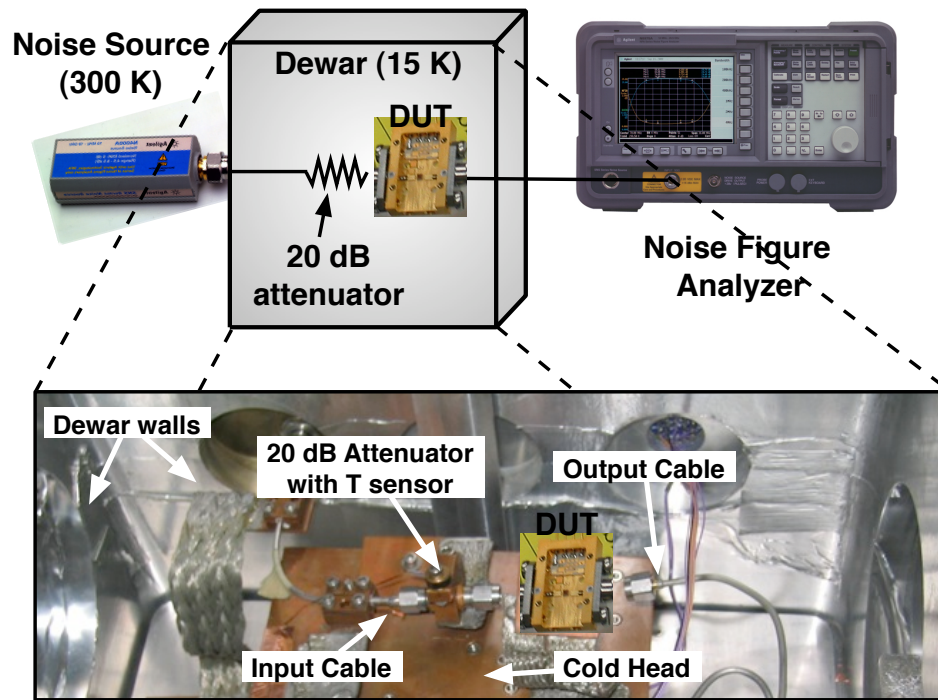 Noise Source
(300 K)
Dewar (15 K)
DUT
Agilent
20 dB
attenuator
Noise Figure
Analyzer
Dewar walls
20 dB Attenuator
with T sensor
Output Cable
DUT
Input Cable
Cold Head